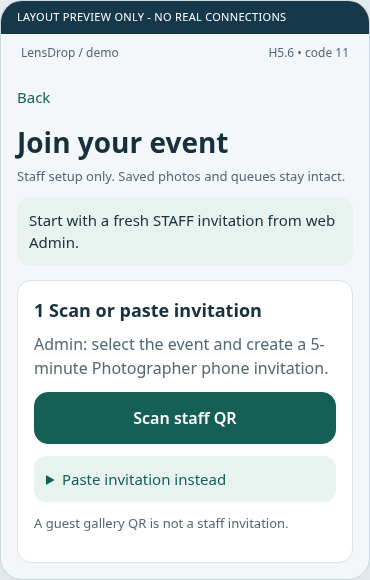 LAYOUT PREVIEW ONLY - NO REAL CONNECTIONS
LensDrop / demo H5.6 • code 11
Back
Join your event
Staff setup only. Saved photos and queues stay intact.
Start with a fresh STAFF invitation from web
Admin.
1 Scan or paste invitation
Admin: select the event and create a 5-
minute Photographer phone invitation.
Scan staff QR
▶ Paste invitation instead
A guest gallery QR is not a staff invitation.